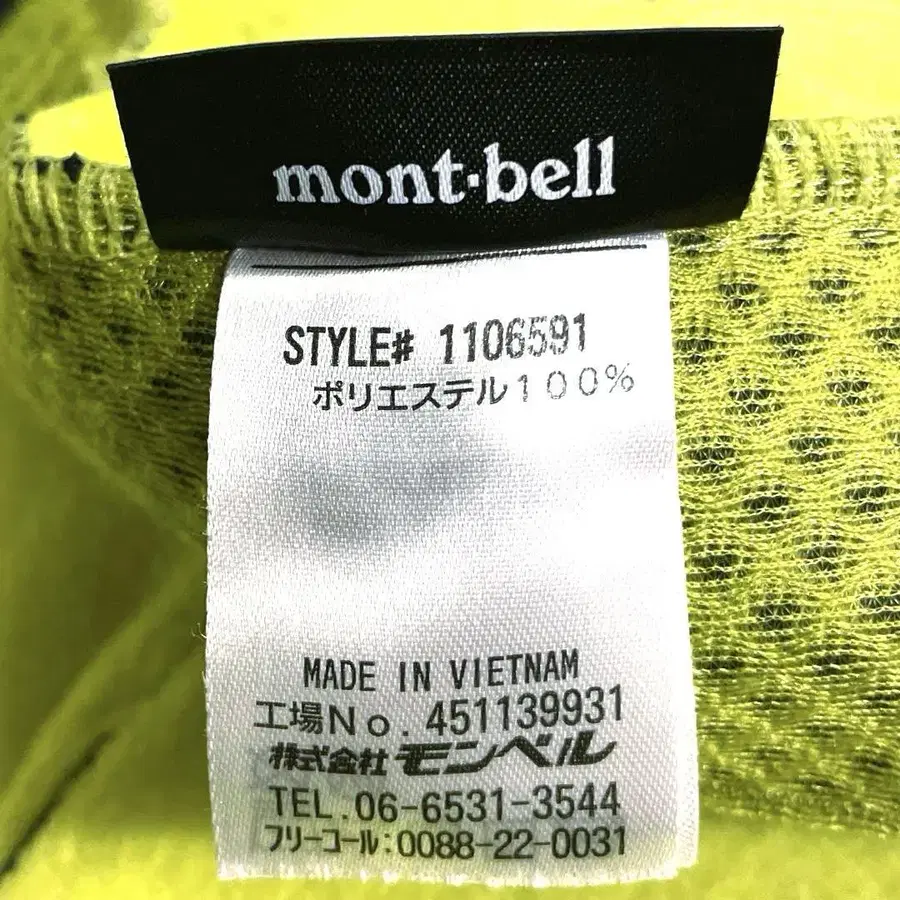 mont·bell
STYLE# 1106591
ポリエステル100%
MADE IN VIETNAM
工場No. 451139931
株式会社モンベル
TEL.06-6531-3544
フリーコール:0088-22-0031